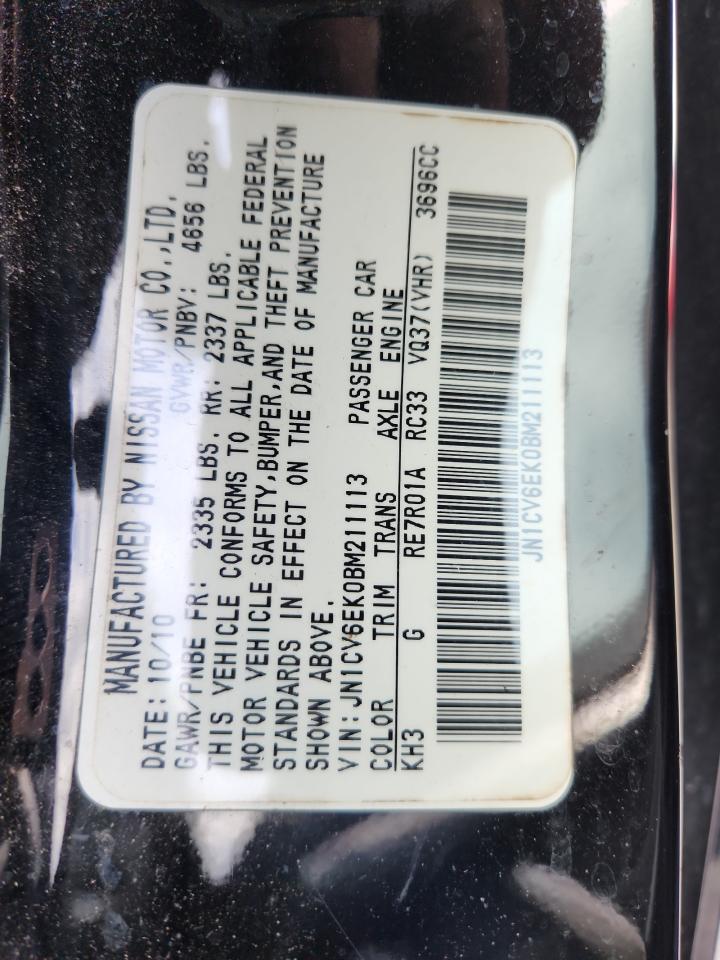 MANUFACTURED BY NISSAN MOTOR CO.,LTD.
DATE: 10/10 GVWR/PNBV: 4656 LBS.
GAWR/PNBE FR: 2335 LBS. RR: 2337 LBS.
THIS VEHICLE CONFORMS TO ALL APPLICABLE FEDERAL
MOTOR VEHICLE SAFETY,BUMPER,AND THEFT PREVENTION
STANDARDS IN EFFECT ON THE DATE OF MANUFACTURE
SHOWN ABOVE.
VIN:JN1CV6EK0BM211113 PASSENGER CAR
COLOR TRIM TRANS AXLE ENGINE
KH3 G RE7R01A RC33 VQ37(VHR) 3696CC
JN1CV6EK0BM211113